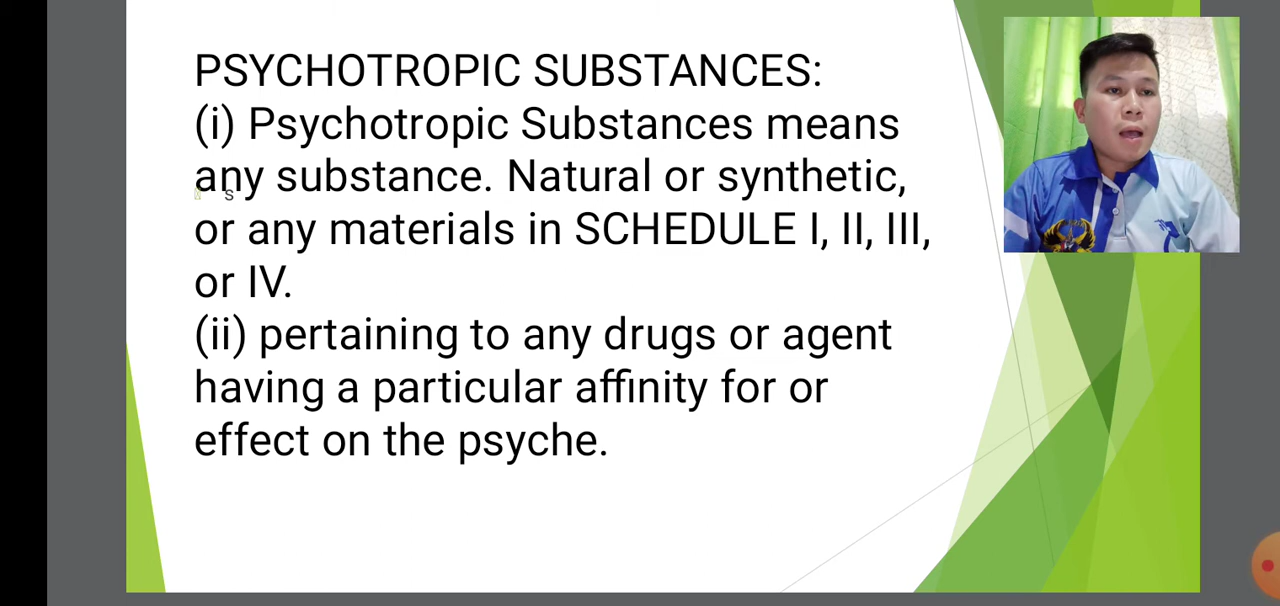 PSYCHOTROPIC SUBSTANCES:
(i) Psychotropic Substances means
any substance. Natural or synthetic,
s
or any materials in SCHEDULE I, II, III,
or IV.
(ii) pertaining to any drugs or agent
having a particular affinity for or
effect on the psyche.